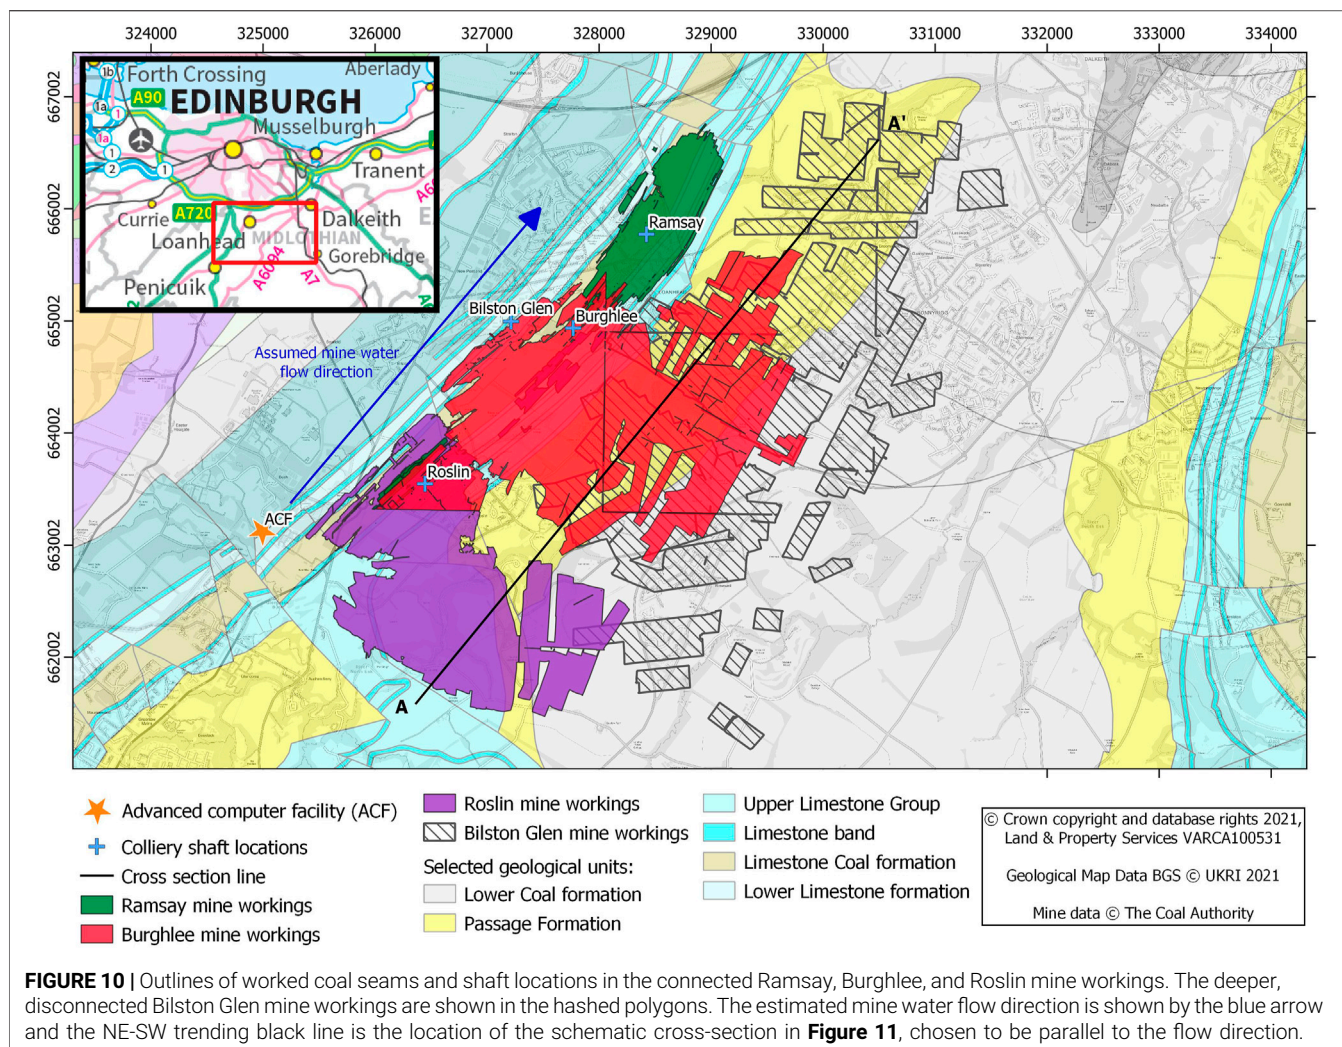 324000 325000 326000 327000 328000 329000 330000 331000 332000 333000 334000
667002
666002
665002
664002
663002
662002
1b
Forth Crossing
Aberlady
A90
EDINBURGH
1a
1
Musselburgh
1a
1
2
1
Tranent
Currie
A720
Dalkeith
Loanhead
MIDLOTHIAN
Gorebridge
A6094
A7
Penicuik
A'
Ramsay
Bilston Glen
Burghlee
Assumed mine water
flow direction
Roslin
ACF
A
Advanced computer facility (ACF)
Colliery shaft locations
Cross section line
Ramsay mine workings
Burghlee mine workings
Roslin mine workings
Bilston Glen mine workings
Selected geological units:
Lower Coal formation
Passage Formation
Upper Limestone Group
Limestone band
Limestone Coal formation
Lower Limestone formation
© Crown copyright and database rights 2021,
Land & Property Services VARCA100531
Geological Map Data BGS © UKRI 2021
Mine data © The Coal Authority
FIGURE 10 | Outlines of worked coal seams and shaft locations in the connected Ramsay, Burghlee, and Roslin mine workings. The deeper,
disconnected Bilston Glen mine workings are shown in the hashed polygons. The estimated mine water flow direction is shown by the blue arrow
and the NE-SW trending black line is the location of the schematic cross-section in Figure 11, chosen to be parallel to the flow direction.